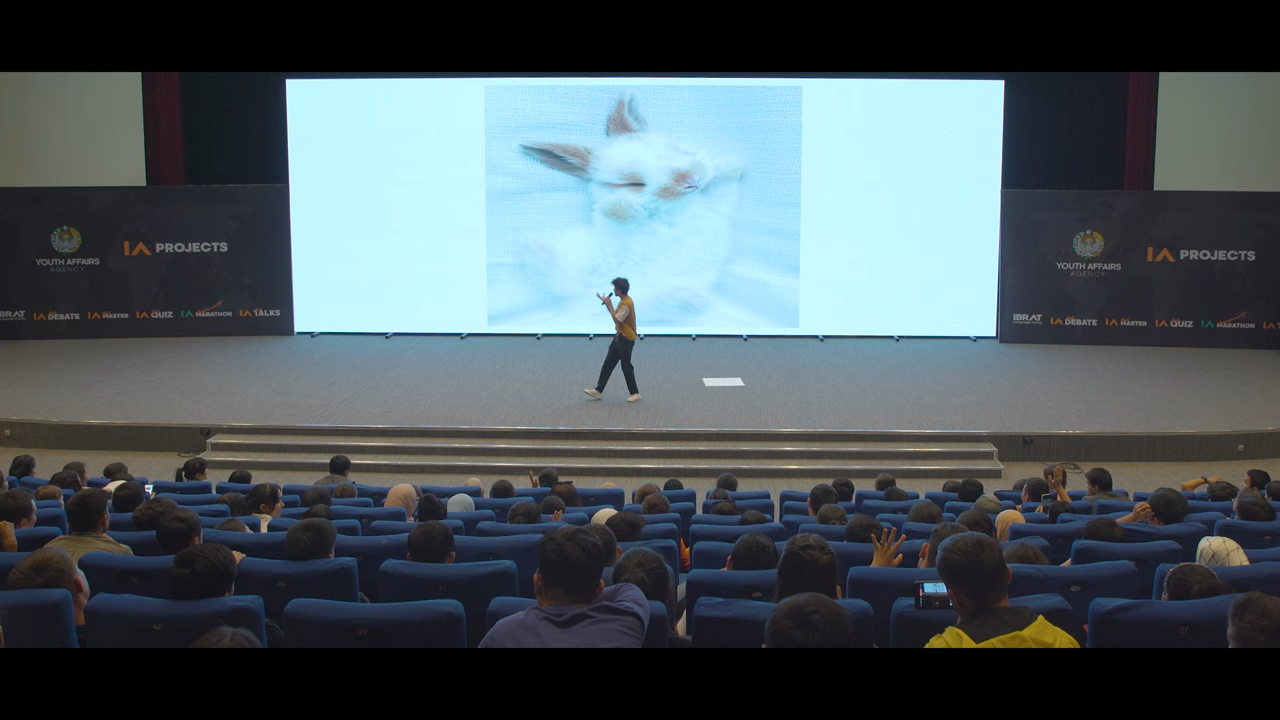 YOUTH AFFAIRS
AGENCY
IA PROJECTS
BRAT
IA DEBATE
IA MASTER
IA QUIZ
IA MARATHON
IA TALKS
YOUTH AFFAIRS
AGENCY
IA PROJECTS
IBRAT
IA DEBATE
IA MASTER
IA QUIZ
IA MARATHON